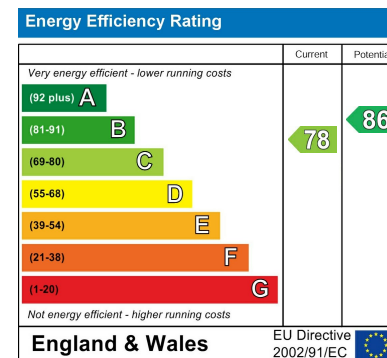 Energy Efficiency Rating
Current Potentia
Very energy efficient - lower running costs
(92 plus) A
(81-91) B
(69-80) C
(55-68) D
(39-54) E
(21-38) F
(1-20) G
78
86
Not energy efficient - higher running costs
England & Wales
EU Directive
2002/91/EC